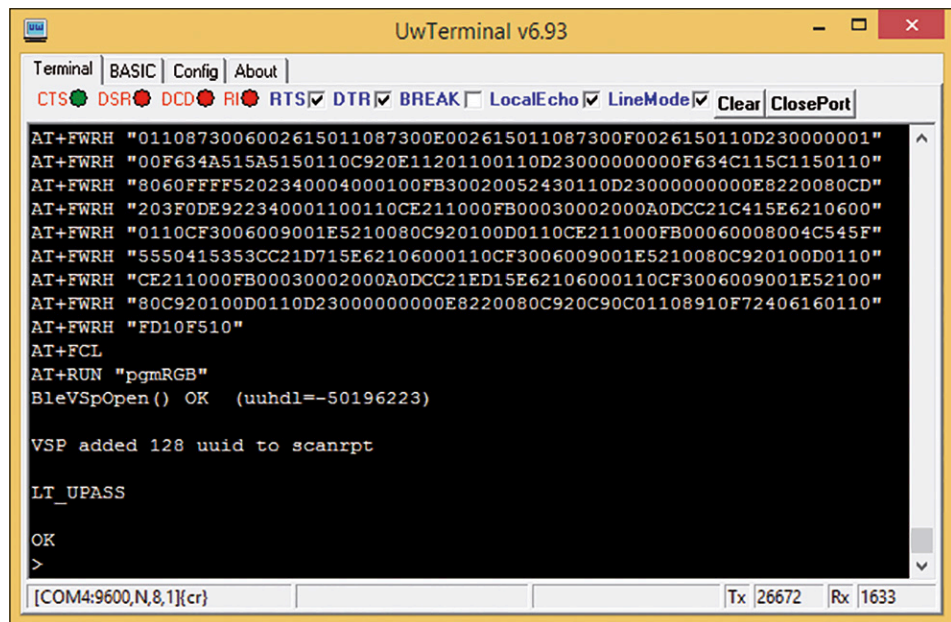 UwTerminal v6.93
Terminal BASIC Config About
CTS DSR DCD RI RTS DTR BREAK LocalEcho LineMode Clear ClosePort
AT+FWRH "0110873006002615011087300E002615011087300F0026150110D230000001"
AT+FWRH "00F634A515A5150110C920E11201100110D23000000000F634C115C1150110"
AT+FWRH "8060FFFF5202340004000100FB30020052430110D23000000000E8220080CD"
AT+FWRH "203F0DE922340001100110CE211000FB00030002000A0DCC21C415E6210600"
AT+FWRH "0110CF3006009001E5210080C920100D0110CE211000FB00060008004C545F"
AT+FWRH "5550415353CC21D715E62106000110CF3006009001E5210080C920100D0110"
AT+FWRH "CE211000FB00030002000A0DCC21ED15E62106000110CF3006009001E52100"
AT+FWRH "80C920100D0110D23000000000E8220080C920C90C01108910F72406160110"
AT+FWRH "FD10F510"
AT+FCL
AT+RUN "pgmRGB"
BleVSpOpen() OK (uuhdl=-50196223)
VSP added 128 uuid to scanrpt
LT_UPASS
OK
>
[COM4:9600,N,8,1]{cr} Tx 26672 Rx 1633